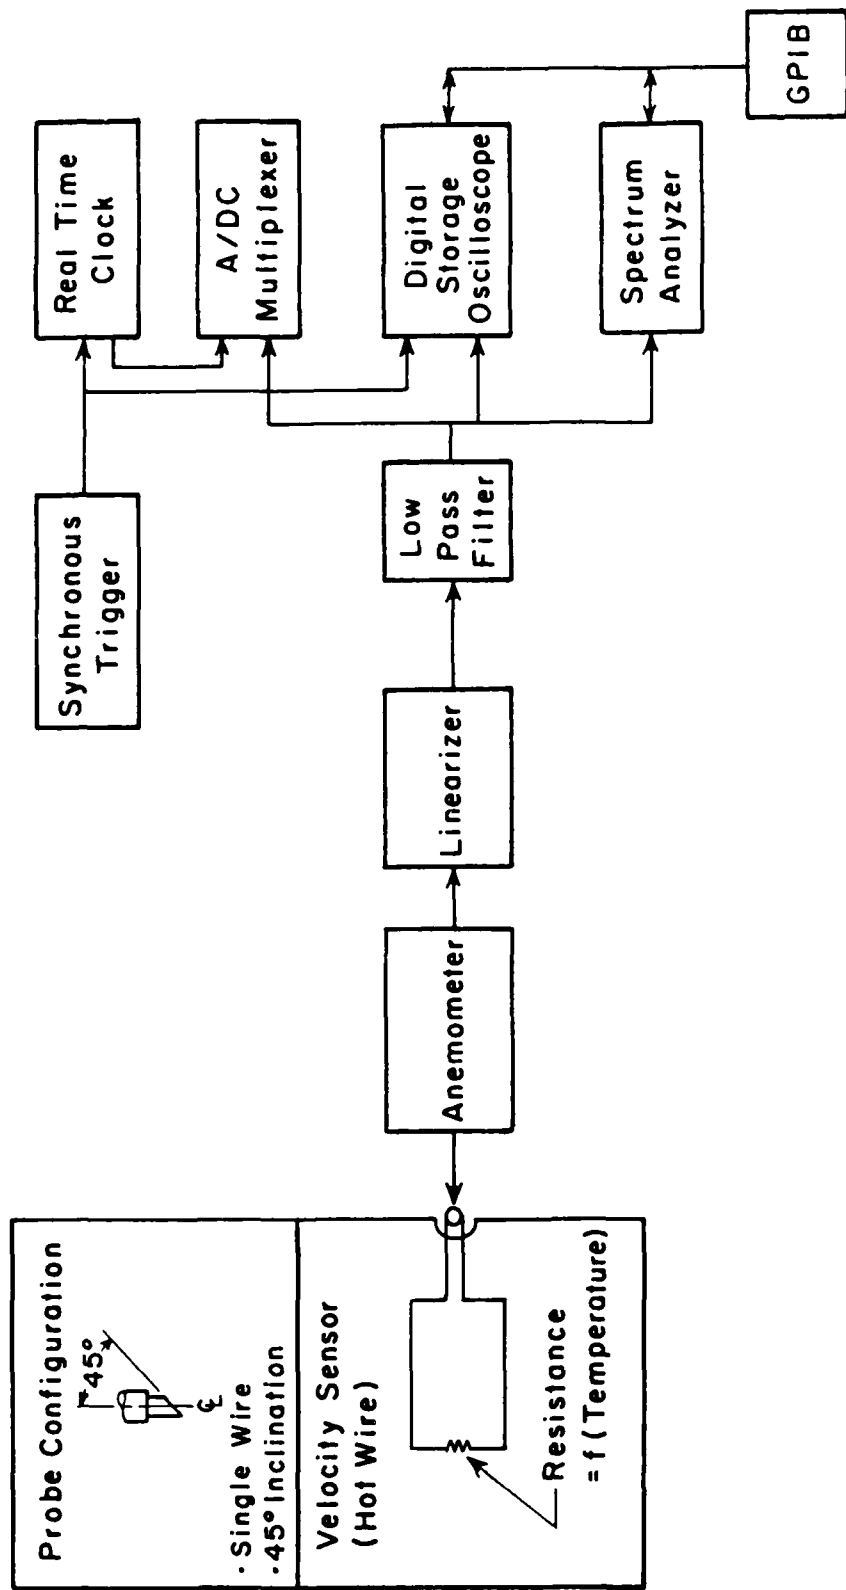 Probe Configuration
45°
℄
· Single Wire
· 45° Inclination
Velocity Sensor
(Hot Wire)
Resistance
= f (Temperature)
Anemometer
Linearizer
Low
Pass
Filter
Synchronous
Trigger
Real Time
Clock
A/DC
Multiplexer
Digital
Storage
Oscilloscope
Spectrum
Analyzer
GPIB